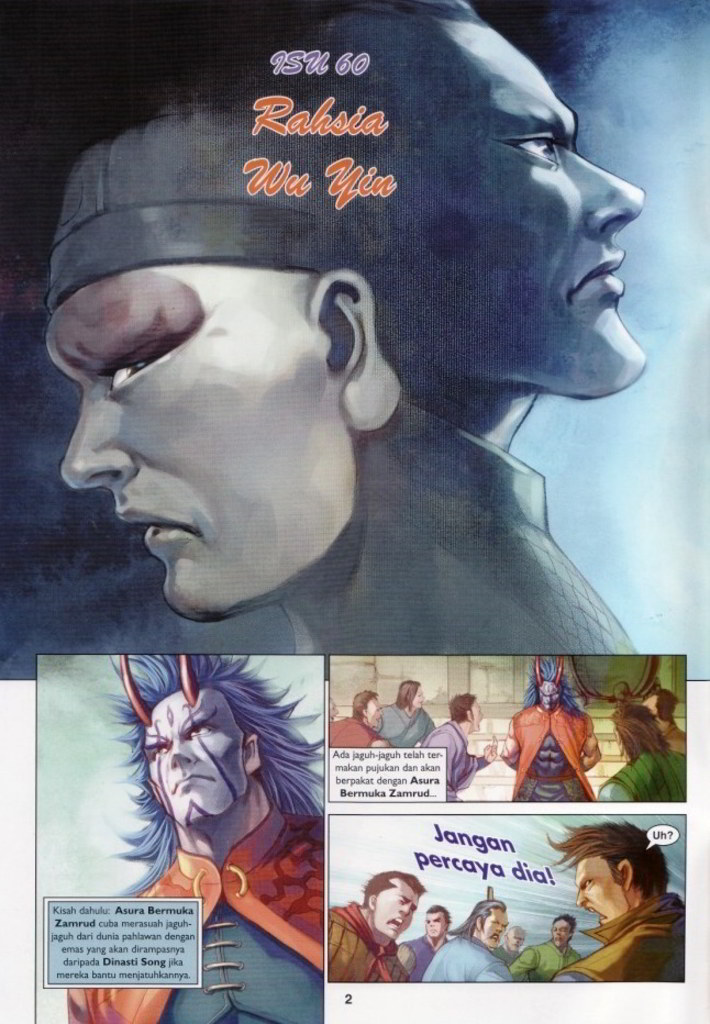 ISU 60
Rahsia
Wu Yin
Kisah dahulu: Asura Bermuka
Zamrud cuba merasuam jaguh-
jaguh dari dunia pahlawan dengan
emas yang akan dirampasnya
daripada Dinasti Song jika
mereka bantu menjatuhkannya.
Ada jaguh-jaguh telah ter-
makan pujukan dan akan
berpakat dengan Asura
Bermuka Zamrud...
Jangan
percaya dia!
Uh?
2